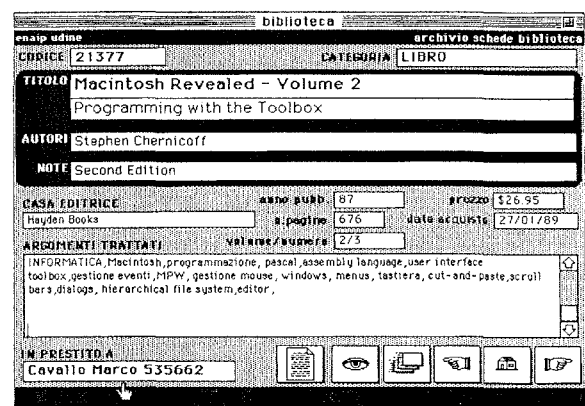 biblioteca
enaip udine archivio schede biblioteca
CODICE 21377 CATEGORIA LIBRO
TITOLO Macintosh Revealed - Volume 2
Programming with the Toolbox
AUTORI Stephen Chernicoff
NOTE Second Edition
CASA EDITRICE anno pubb. 87 prezzo $26.95
Hayden Books n.pagine 676 data acquisto 27/01/89
ARGOMENTI TRATTATI volume/numero 2/3
INFORMATICA,Macintosh,programmazione, pascal,assembly language,user interface
toolbox,gestione eventi,MPW, gestione mouse, windows, menus, tastiera, cut-and-paste,scroll
bars,dialogs, hierarchical file system,editor,
IN PRESTITO A
Cavallo Marco 535662